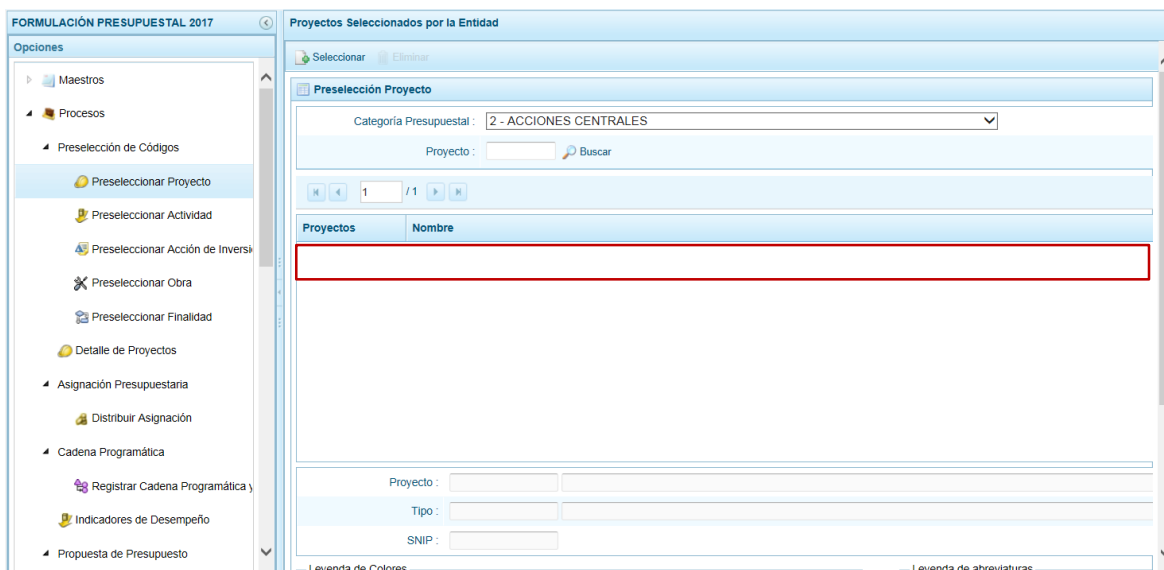 FORMULACIÓN PRESUPUESTAL 2017
Opciones
Maestros
Procesos
Preselección de Códigos
Preseleccionar Proyecto
Preseleccionar Actividad
Preseleccionar Acción de Inversi
Preseleccionar Obra
Preseleccionar Finalidad
Detalle de Proyectos
Asignación Presupuestaria
Distribuir Asignación
Cadena Programática
Registrar Cadena Programática y
Indicadores de Desempeño
Propuesta de Presupuesto
Proyectos Seleccionados por la Entidad
Seleccionar Eliminar
Preselección Proyecto
Categoría Presupuestal : 2 - ACCIONES CENTRALES
Proyecto : Buscar
1 / 1
Proyectos Nombre
Proyecto :
Tipo :
SNIP :
Leyenda de Colores Leyenda de abreviaturas